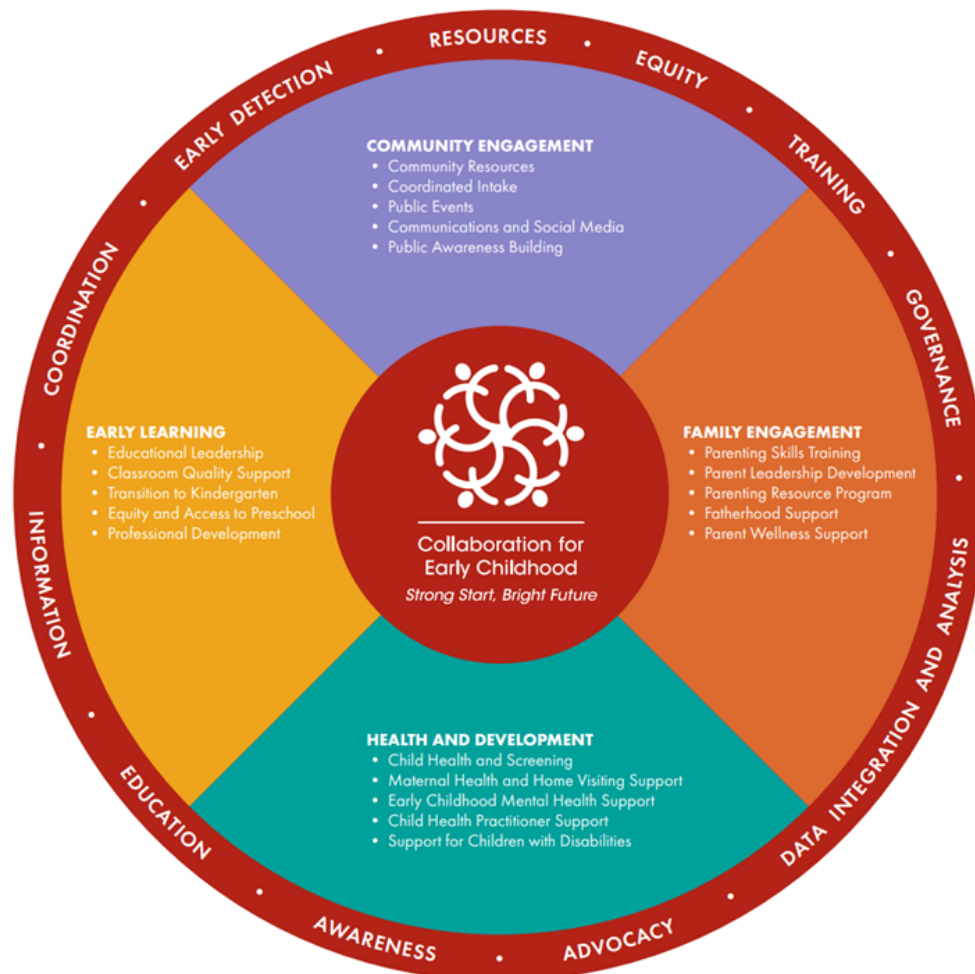 RESOURCES • EQUITY • TRAINING • GOVERNANCE • DATA INTEGRATION AND ANALYSIS • ADVOCACY • AWARENESS • EDUCATION • INFORMATION • COORDINATION • EARLY DETECTION •
COMMUNITY ENGAGEMENT
• Community Resources
• Coordinated Intake
• Public Events
• Communications and Social Media
• Public Awareness Building
EARLY LEARNING
• Educational Leadership
• Classroom Quality Support
• Transition to Kindergarten
• Equity and Access to Preschool
• Professional Development
Collaboration for
Early Childhood
Strong Start, Bright Future
FAMILY ENGAGEMENT
• Parenting Skills Training
• Parent Leadership Development
• Parenting Resource Program
• Fatherhood Support
• Parent Wellness Support
HEALTH AND DEVELOPMENT
• Child Health and Screening
• Maternal Health and Home Visiting Support
• Early Childhood Mental Health Support
• Child Health Practitioner Support
• Support for Children with Disabilities